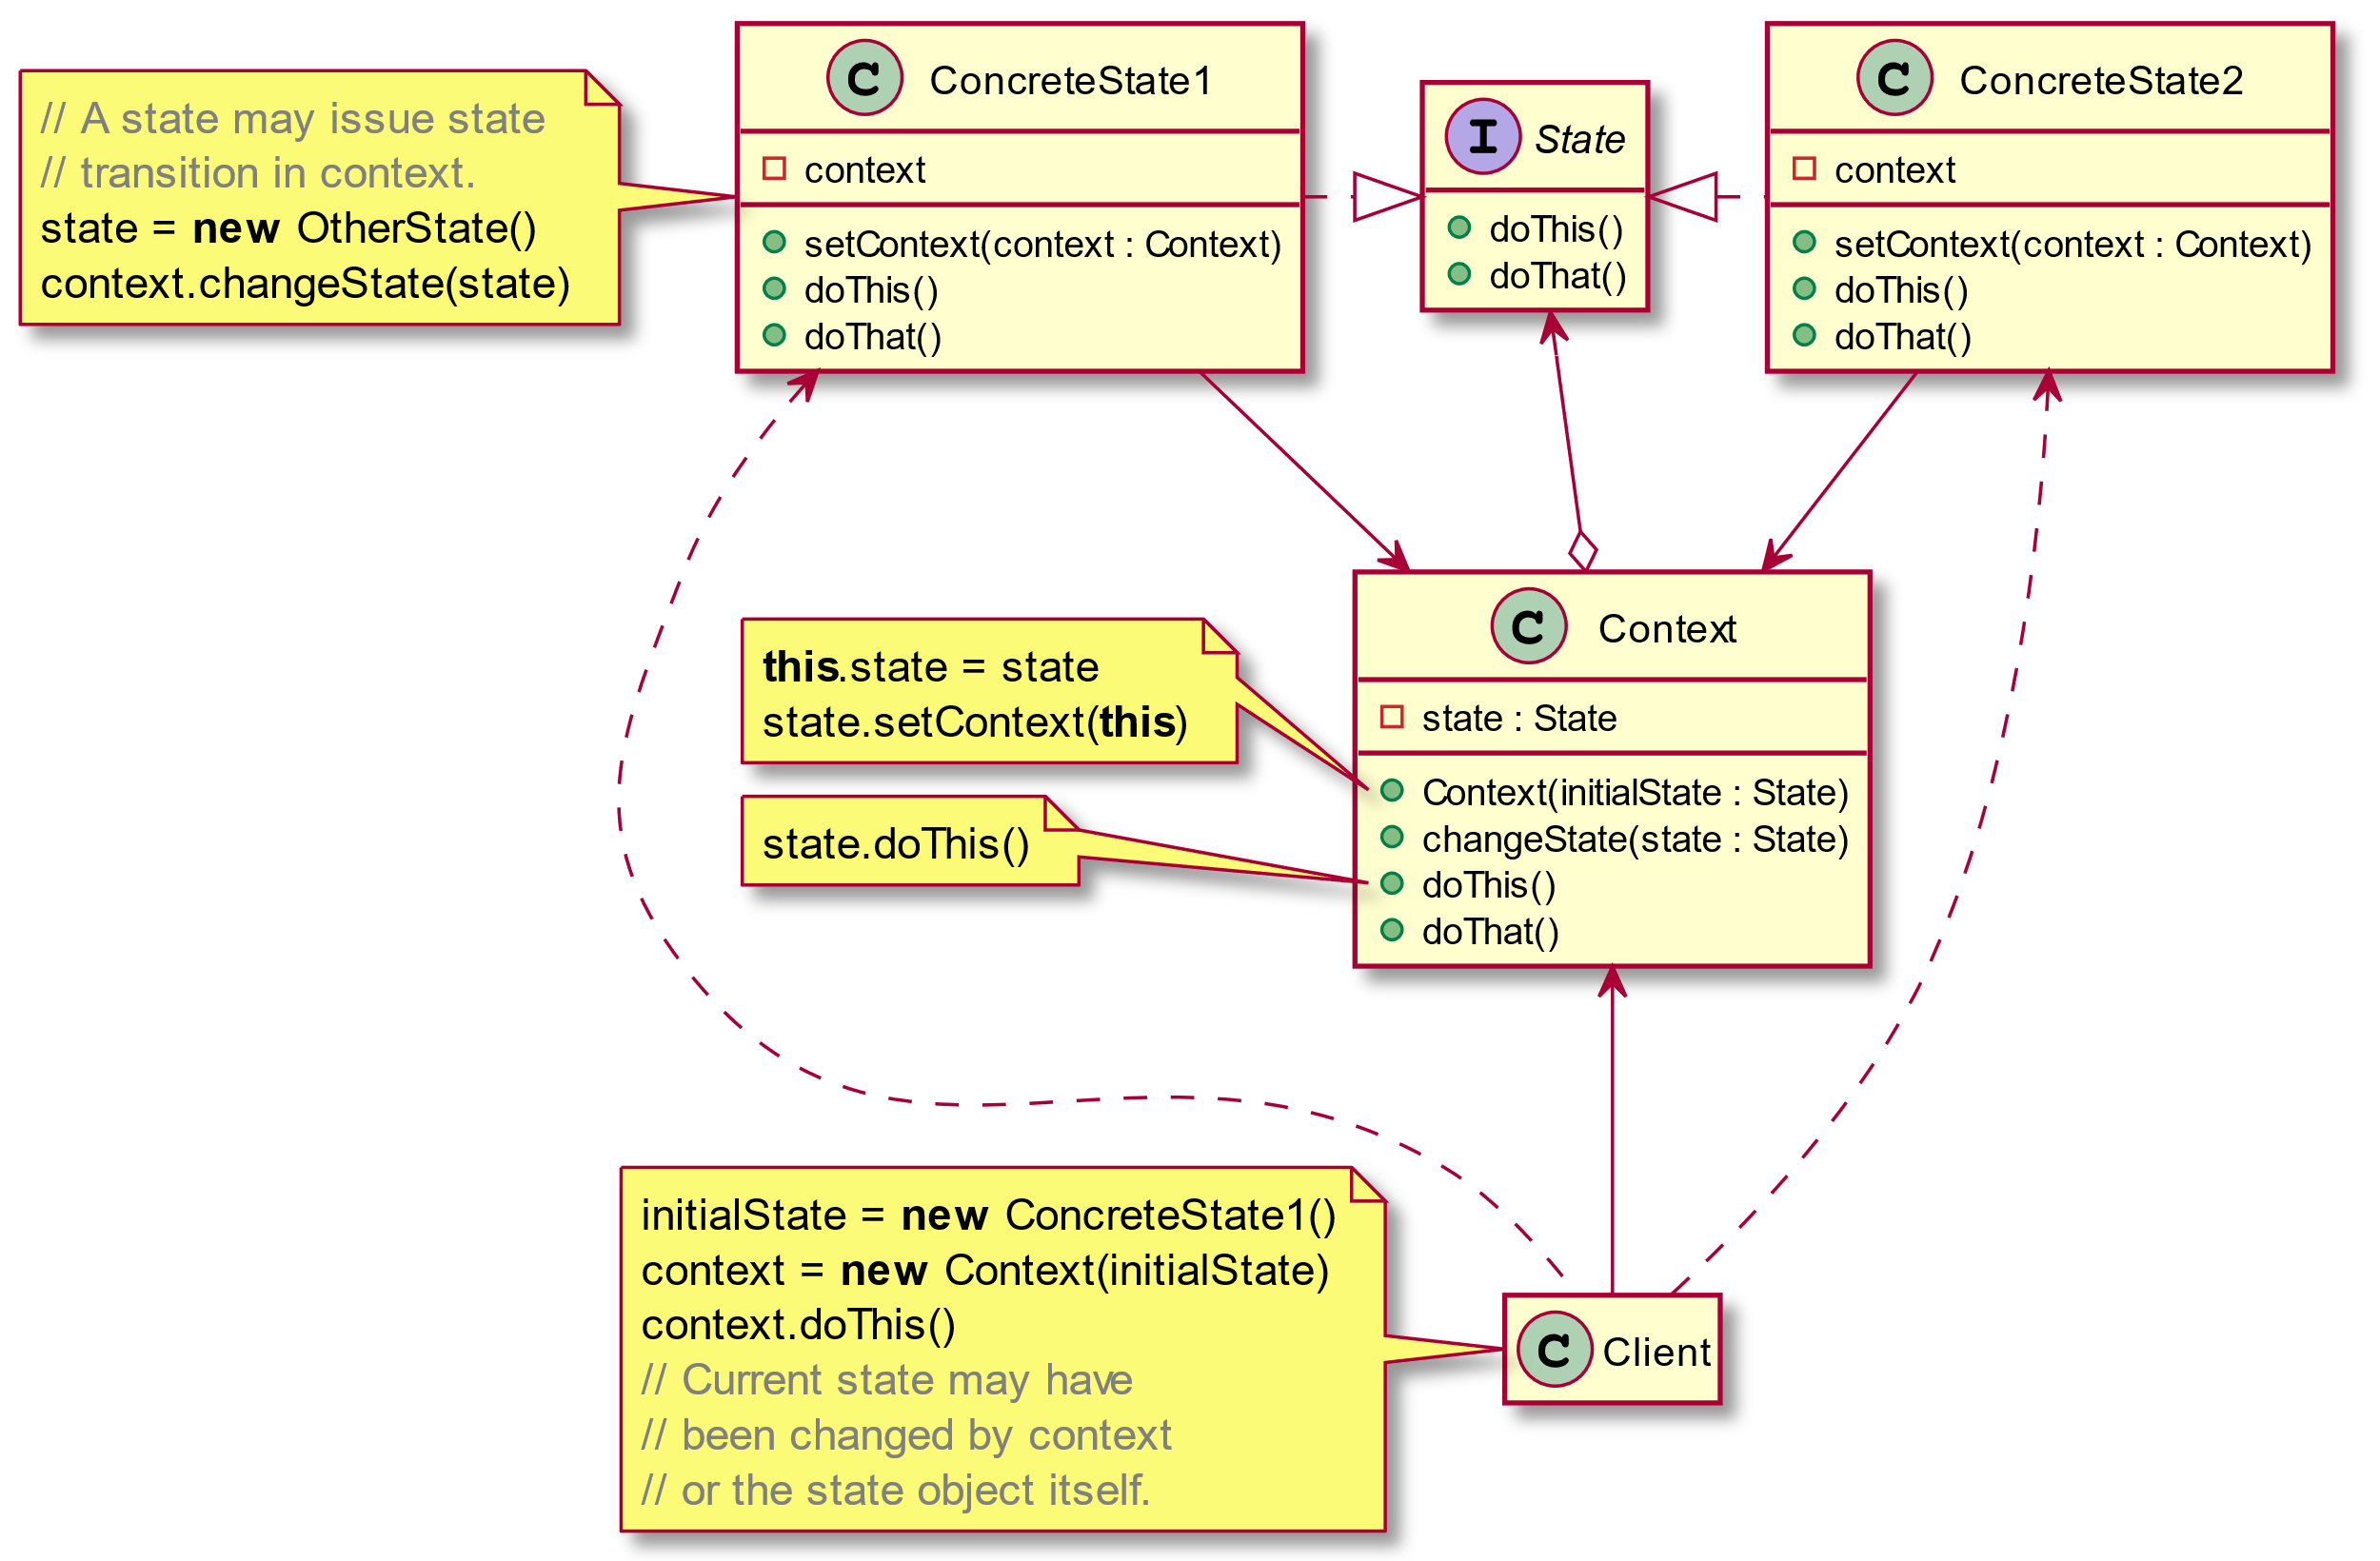 // A state may issue state
// transition in context.
state = new OtherState()
context.changeState(state)
C ConcreteState1
context
setContext(context : Context)
doThis()
doThat()
I State
doThis()
doThat()
C ConcreteState2
context
setContext(context : Context)
doThis()
doThat()
this.state = state
state.setContext(this)
state.doThis()
C Context
state : State
Context(initialState : State)
changeState(state : State)
doThis()
doThat()
initialState = new ConcreteState1()
context = new Context(initialState)
context.doThis()
// Current state may have
// been changed by context
// or the state object itself.
C Client